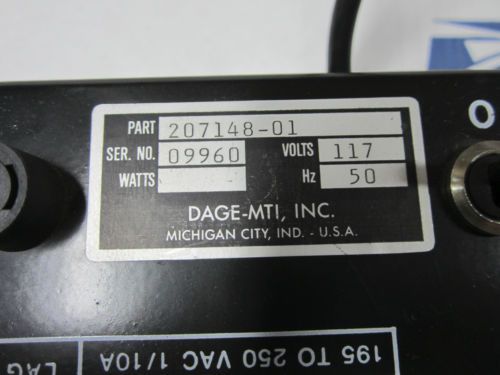 PART 207148-01
SER. NO. 09960 VOLTS 117
WATTS Hz 50
DAGE-MTI, INC.
MICHIGAN CITY, IND. - U.S.A.
O
195 TO 250 VAC 1/10A
LAG